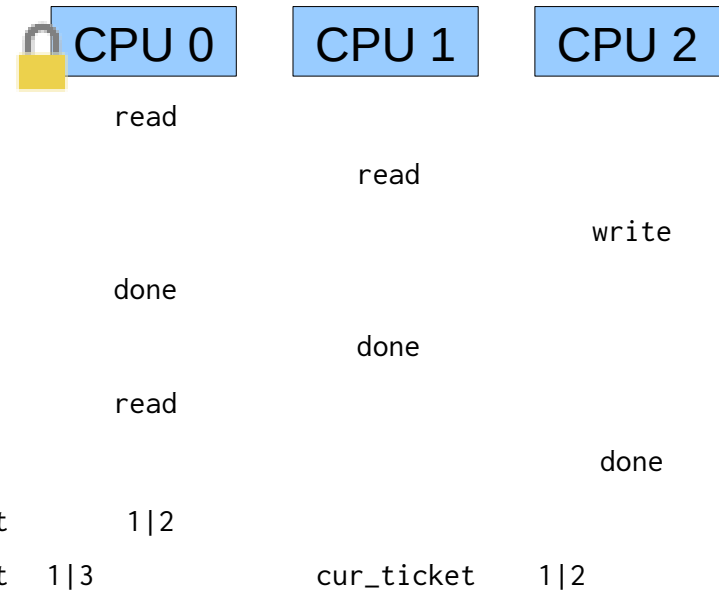 CPU 0 CPU 1 CPU 2
read
read
write
done
done
read
done
t 1|2
t 1|3 cur_ticket 1|2